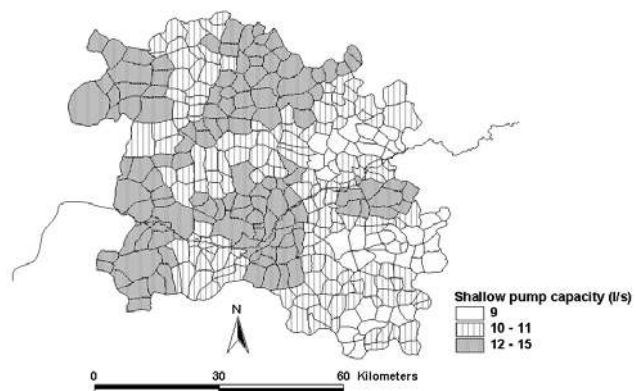 Shallow pump capacity (l/s)
9
10 - 11
12 - 15
N
0 30 60 Kilometers